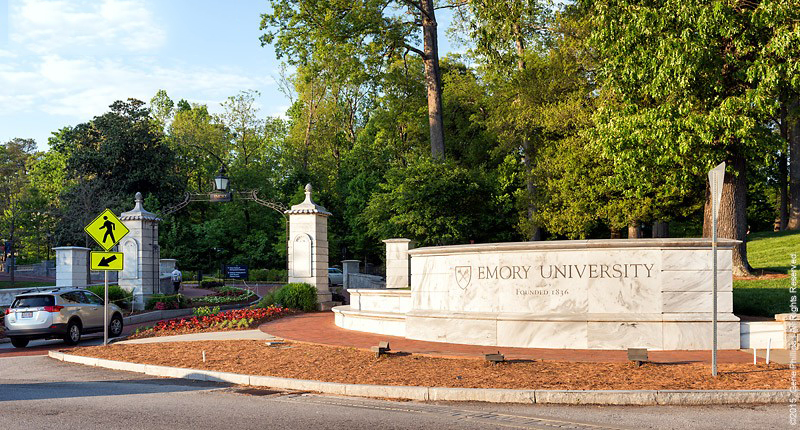 EMORY UNIVERSITY
FOUNDED 1836
©2015, Gene Phillips, All Rights Reserved